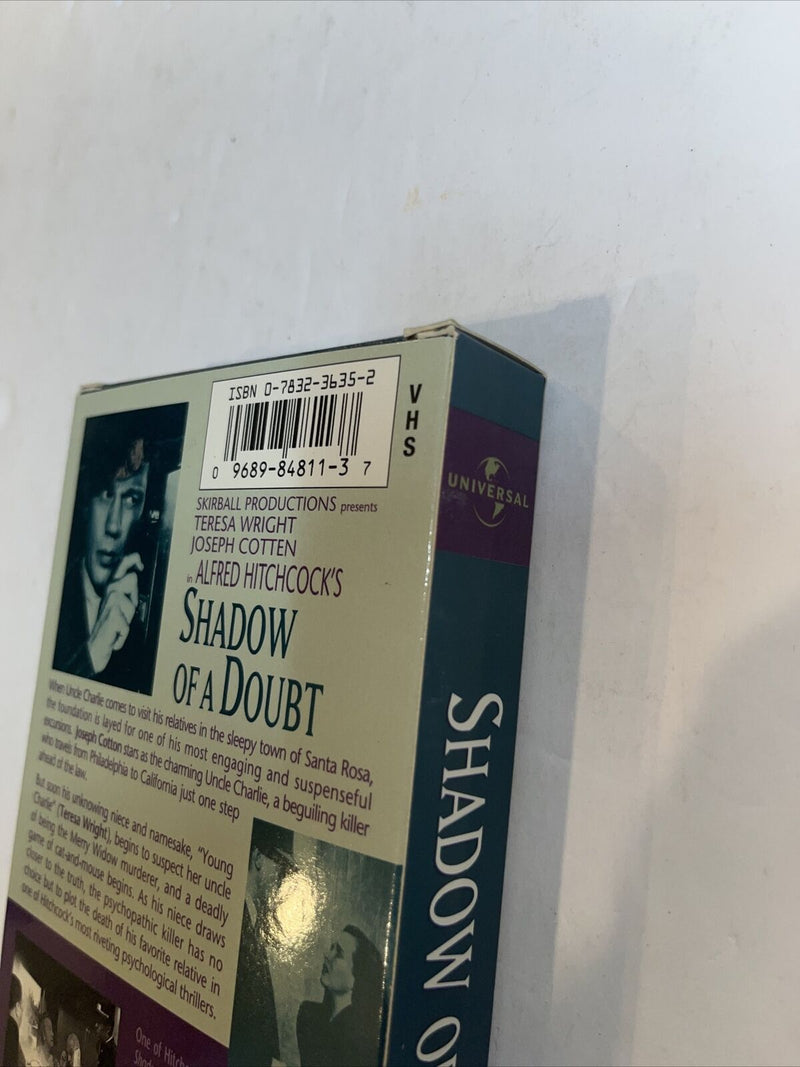 ISBN 0-7832-3635-2
0 9689-84811-3 7
VHS
SKIRBALL PRODUCTIONS presents
TERESA WRIGHT
JOSEPH COTTEN
in ALFRED HITCHCOCK'S
SHADOW
OF A DOUBT
When Uncle Charlie comes to visit his relatives in the sleepy town of Santa Rosa,
the foundation is layed for one of his most engaging and suspenseful
excursions. Joseph Cotton stars as the charming Uncle Charlie, a beguiling killer
who travels from Philadelphia to California just one step
ahead of the law.
But soon his unknowing niece and namesake, "Young
Charlie" (Teresa Wright), begins to suspect her uncle
of being the Merry Widow murderer, and a deadly
game of cat-and-mouse begins. As his niece draws
closer to the truth, the psychopathic killer has no
choice but to plot the death of his favorite relative in
one of Hitchcock's most riveting psychological thrillers.
One of Hitchc
Shad
UNIVERSAL
SHADOW OF